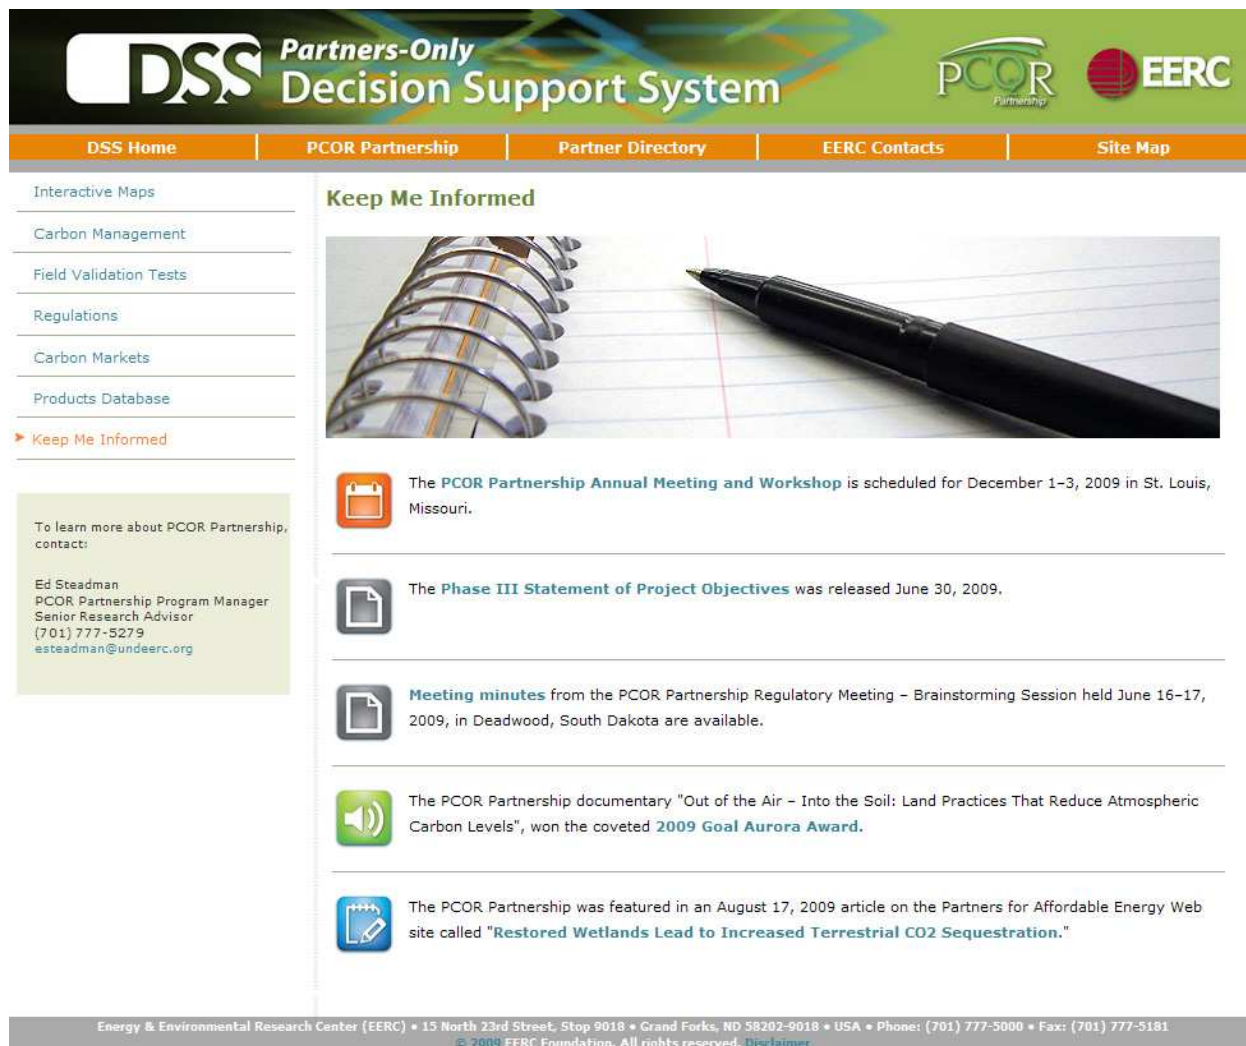 DSS Partners-Only
Decision Support System
PCOR
Partnership
EERC
DSS Home
PCOR Partnership
Partner Directory
EERC Contacts
Site Map
Interactive Maps
Carbon Management
Field Validation Tests
Regulations
Carbon Markets
Products Database
Keep Me Informed
To learn more about PCOR Partnership,
contact:
Ed Steadman
PCOR Partnership Program Manager
Senior Research Advisor
(701) 777-5279
esteadman@undeerc.org
Keep Me Informed
The PCOR Partnership Annual Meeting and Workshop is scheduled for December 1–3, 2009 in St. Louis,
Missouri.
The Phase III Statement of Project Objectives was released June 30, 2009.
Meeting minutes from the PCOR Partnership Regulatory Meeting – Brainstorming Session held June 16–17,
2009, in Deadwood, South Dakota are available.
The PCOR Partnership documentary "Out of the Air – Into the Soil: Land Practices That Reduce Atmospheric
Carbon Levels", won the coveted 2009 Goal Aurora Award.
The PCOR Partnership was featured in an August 17, 2009 article on the Partners for Affordable Energy Web
site called "Restored Wetlands Lead to Increased Terrestrial CO2 Sequestration."
Energy & Environmental Research Center (EERC) • 15 North 23rd Street, Stop 9018 • Grand Forks, ND 58202-9018 • USA • Phone: (701) 777-5000 • Fax: (701) 777-5181
© 2009 EERC Foundation. All rights reserved. Disclaimer